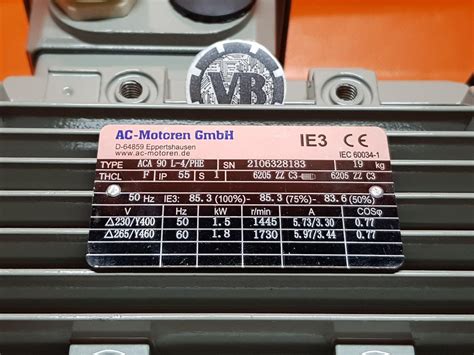 VB
AC-Motoren GmbH
IE3 CE
D-64859 Eppertshausen
www.ac-motoren.de
IEC 60034-1
TYPE ACA 90 L-4/PHE SN 2106328183 19 kg
THCL F IP 55 S 1 6205 ZZ C3 6205 ZZ C3
50 Hz IE3: 85.3 (100%)- 85.3 (75%)- 83.6 (50%)
V Hz kW r/min A COSφ
△230/Y400 50 1.5 1445 5.73/3.30 0.77
△265/Y460 60 1.8 1730 5.97/3.44 0.77